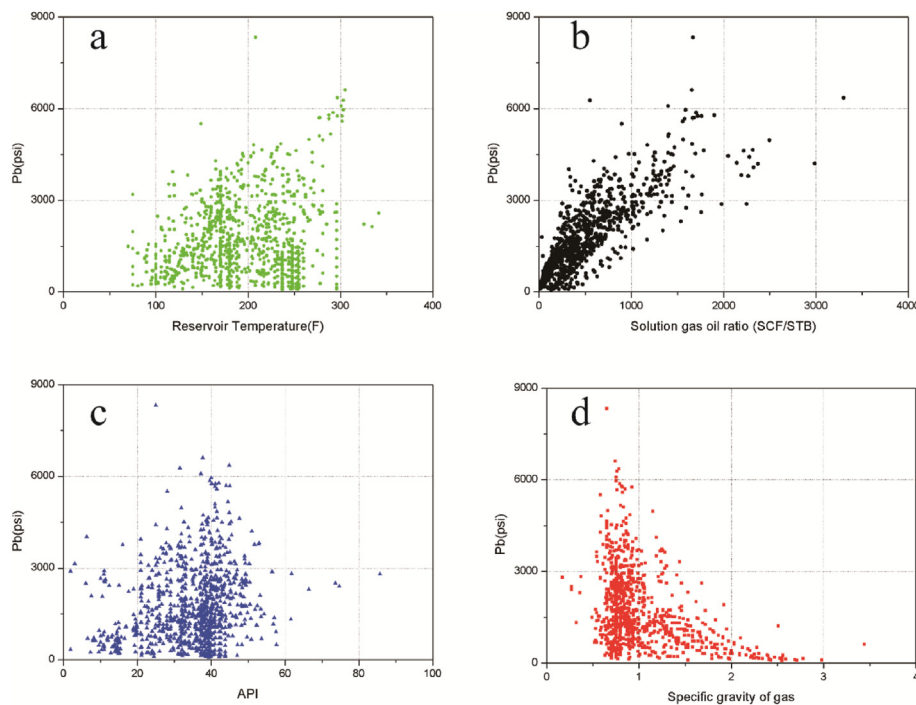 a
9000
6000
3000
0
Pb(psi)
0 100 200 300 400
Reservoir Temperature(F)
b
9000
6000
3000
0
Pb(psi)
0 1000 2000 3000 4000
Solution gas oil ratio (SCF/STB)
c
9000
6000
3000
0
Pb(psi)
0 20 40 60 80 100
API
d
9000
6000
3000
0
Pb(psi)
0 1 2 3 4
Specific gravity of gas